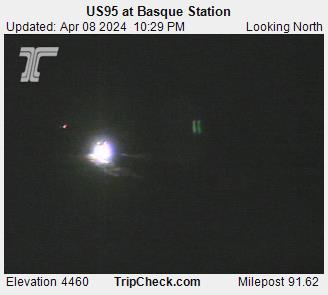 US95 at Basque Station
Updated: Apr 08 2024 10:29 PM Looking North
Elevation 4460 TripCheck.com Milepost 91.62